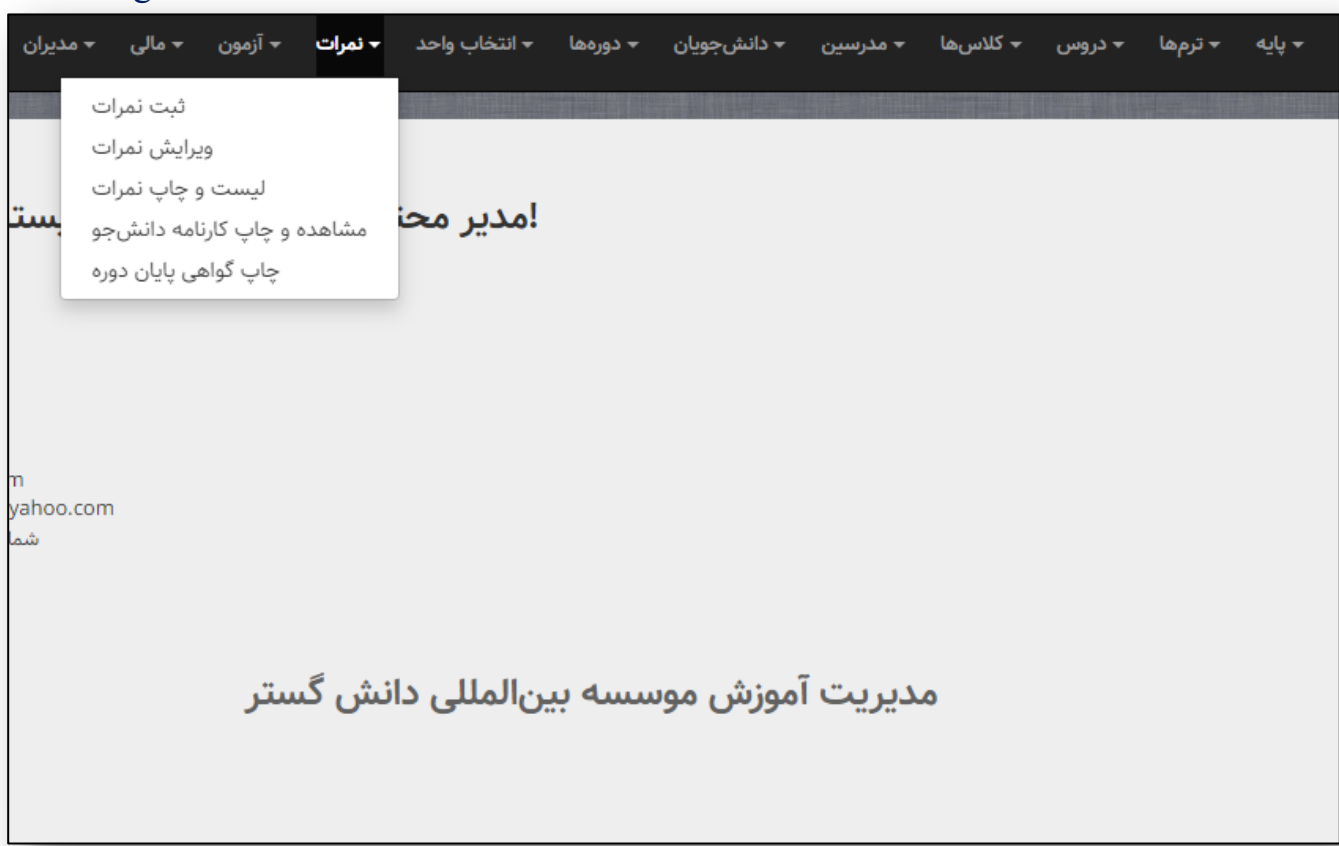 پایه ترم‌ها دروس کلاس‌ها مدرسین دانش‌جویان دوره‌ها انتخاب واحد نمرات آزمون مالی مدیران
ثبت نمرات
ویرایش نمرات
لیست و چاپ نمرات
مشاهده و چاپ کارنامه دانش‌جو
چاپ گواهی پایان دوره
!مدیر
yahoo.com
مدیریت آموزش موسسه بین‌المللی دانش گستر